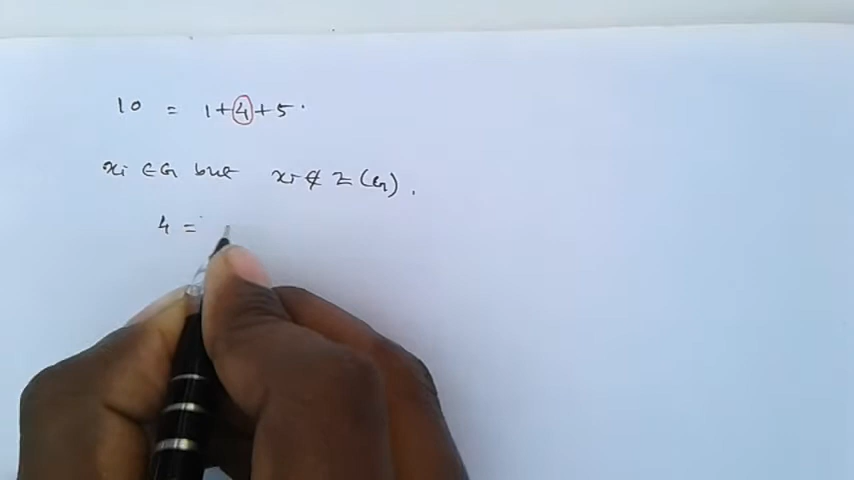 10 = 1+4+5.
xi ∈ G but xi ∉ Z(G).
4 =